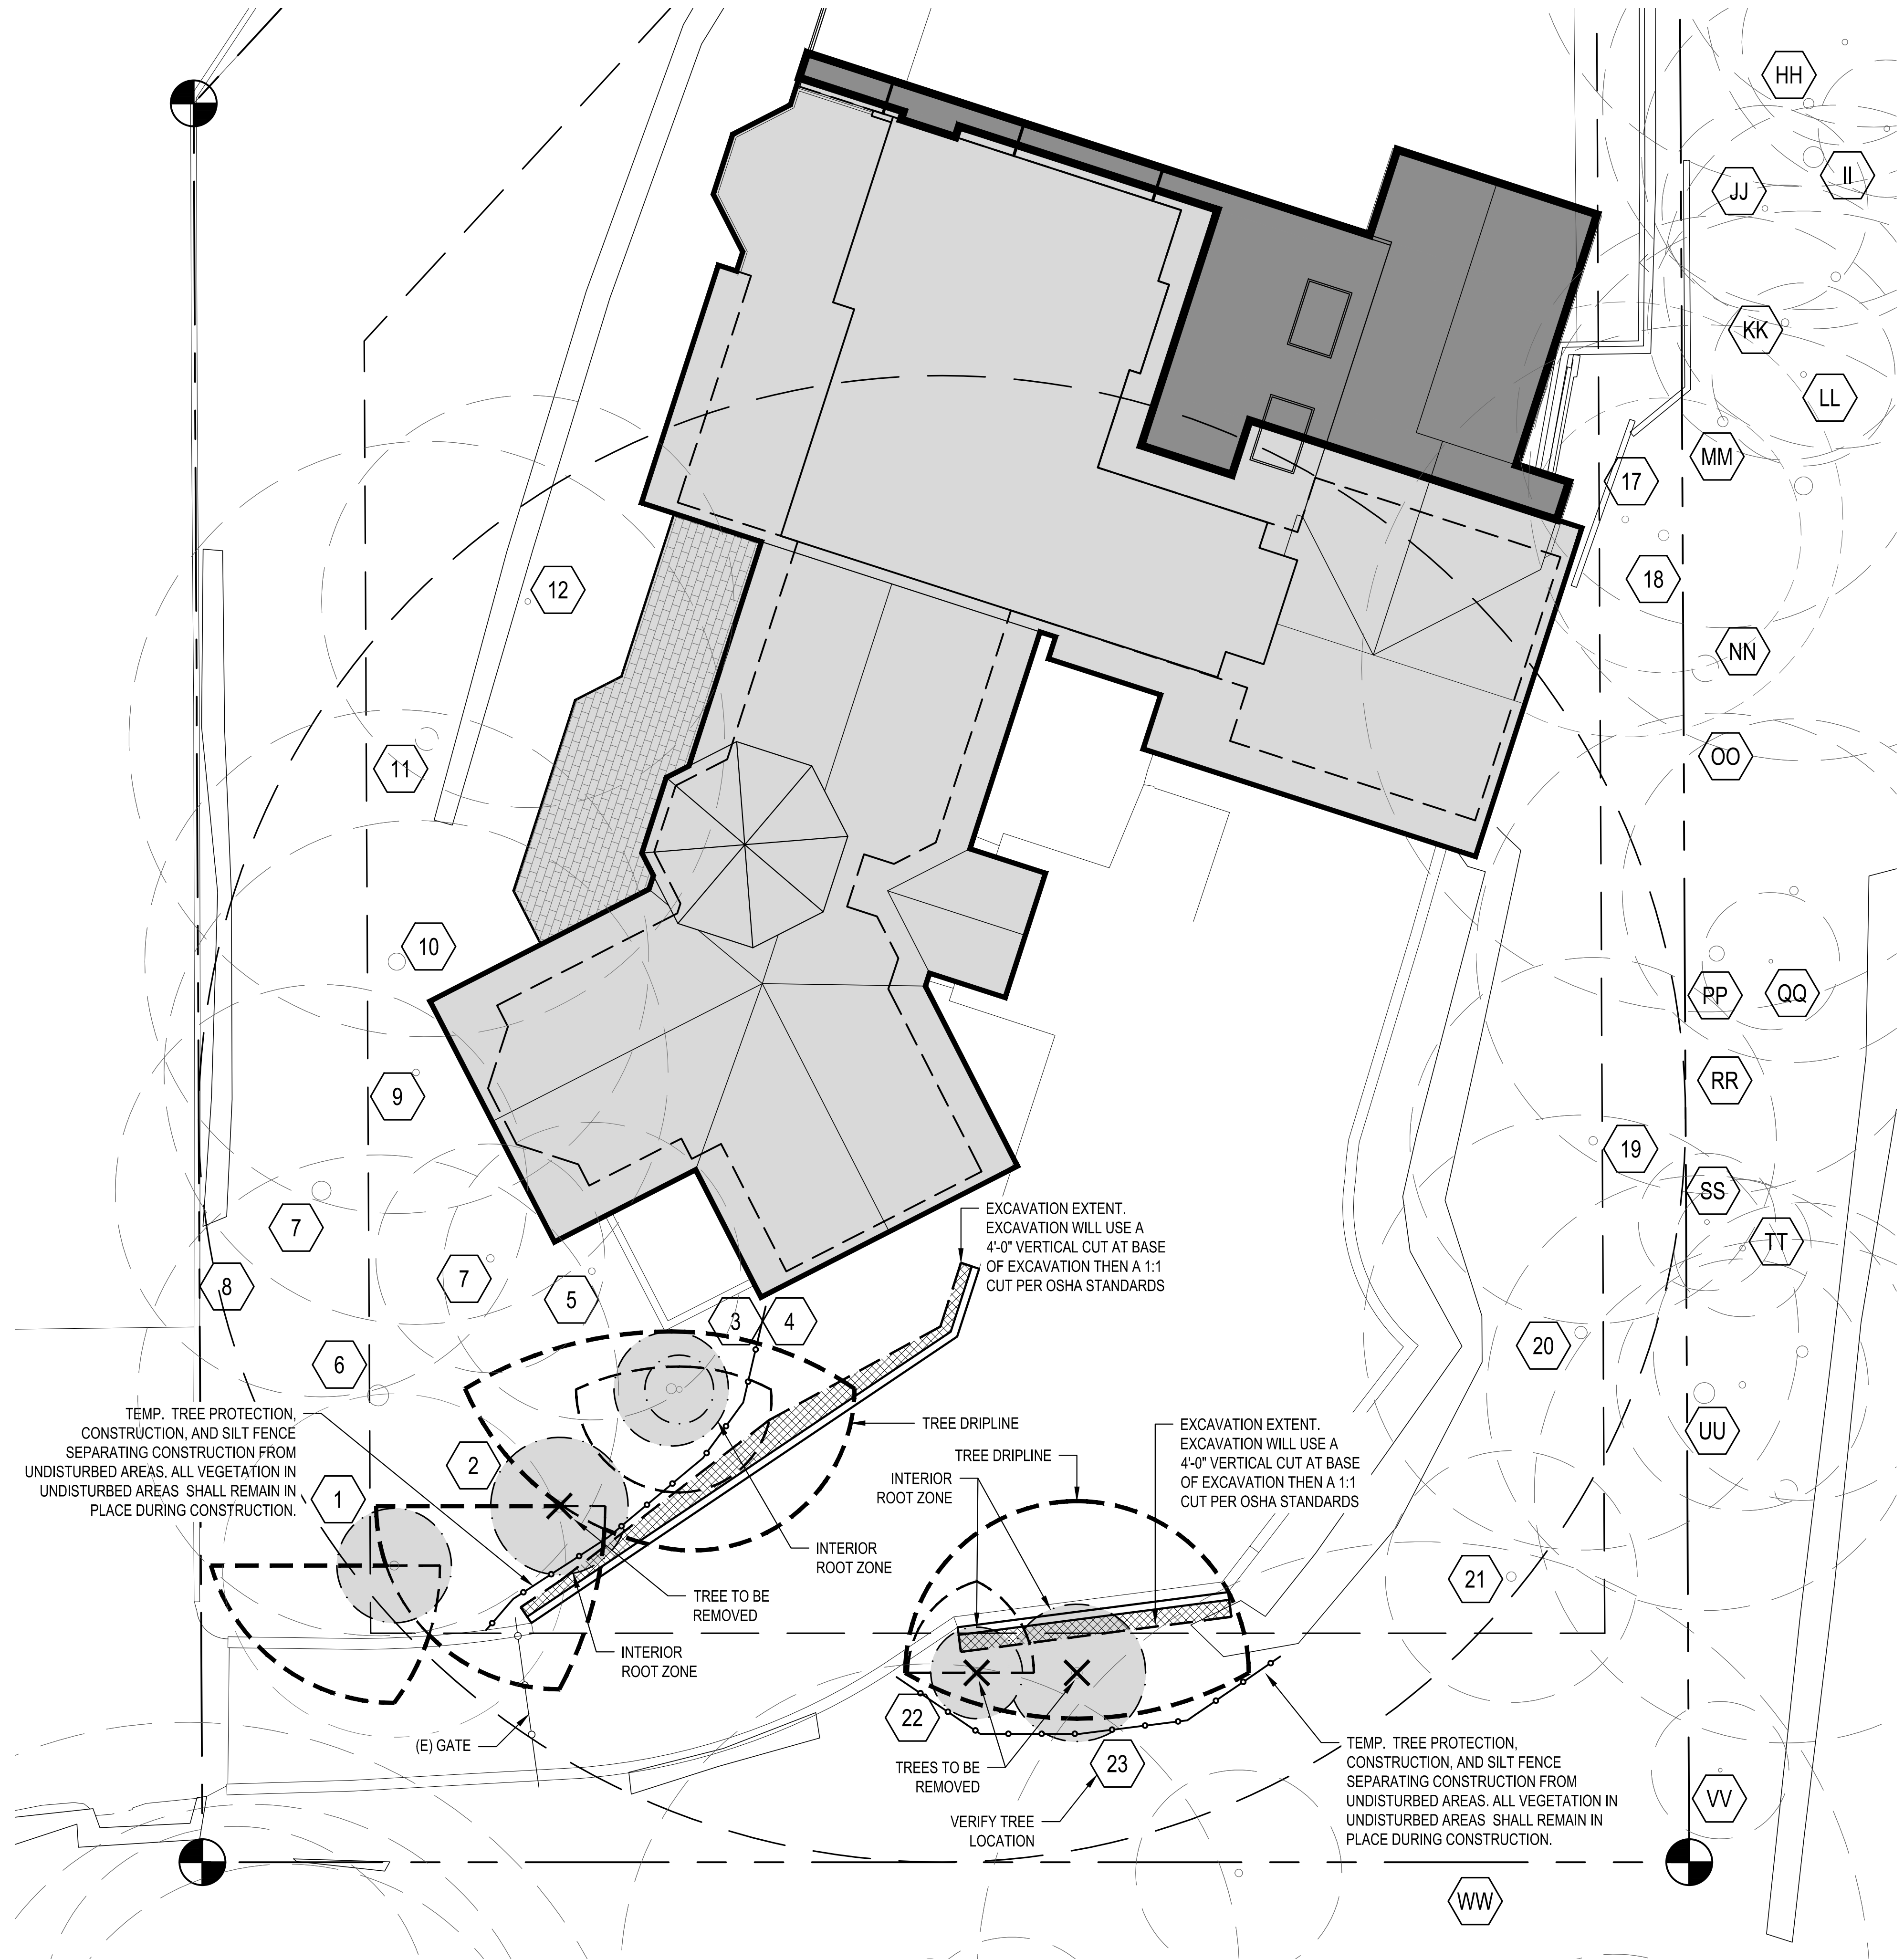 HH
II
JJ
KK
LL
MM
17
18
12
NN
OO
11
10
PP
QQ
9
RR
19
SS
TT
7
7
8
5
3
4
EXCAVATION EXTENT.
EXCAVATION WILL USE A
4'-0" VERTICAL CUT AT BASE
OF EXCAVATION THEN A 1:1
CUT PER OSHA STANDARDS
20
6
TEMP. TREE PROTECTION,
CONSTRUCTION, AND SILT FENCE
SEPARATING CONSTRUCTION FROM
UNDISTURBED AREAS. ALL VEGETATION IN
UNDISTURBED AREAS SHALL REMAIN IN
PLACE DURING CONSTRUCTION.
2
1
TREE DRIPLINE
TREE DRIPLINE
INTERIOR
ROOT ZONE
EXCAVATION EXTENT.
EXCAVATION WILL USE A
4'-0" VERTICAL CUT AT BASE
OF EXCAVATION THEN A 1:1
CUT PER OSHA STANDARDS
UU
INTERIOR
ROOT ZONE
21
TREE TO BE
REMOVED
INTERIOR
ROOT ZONE
(E) GATE
22
23
TREES TO BE
REMOVED
VERIFY TREE
LOCATION
TEMP. TREE PROTECTION,
CONSTRUCTION, AND SILT FENCE
SEPARATING CONSTRUCTION FROM
UNDISTURBED AREAS. ALL VEGETATION IN
UNDISTURBED AREAS SHALL REMAIN IN
PLACE DURING CONSTRUCTION.
VV
WW